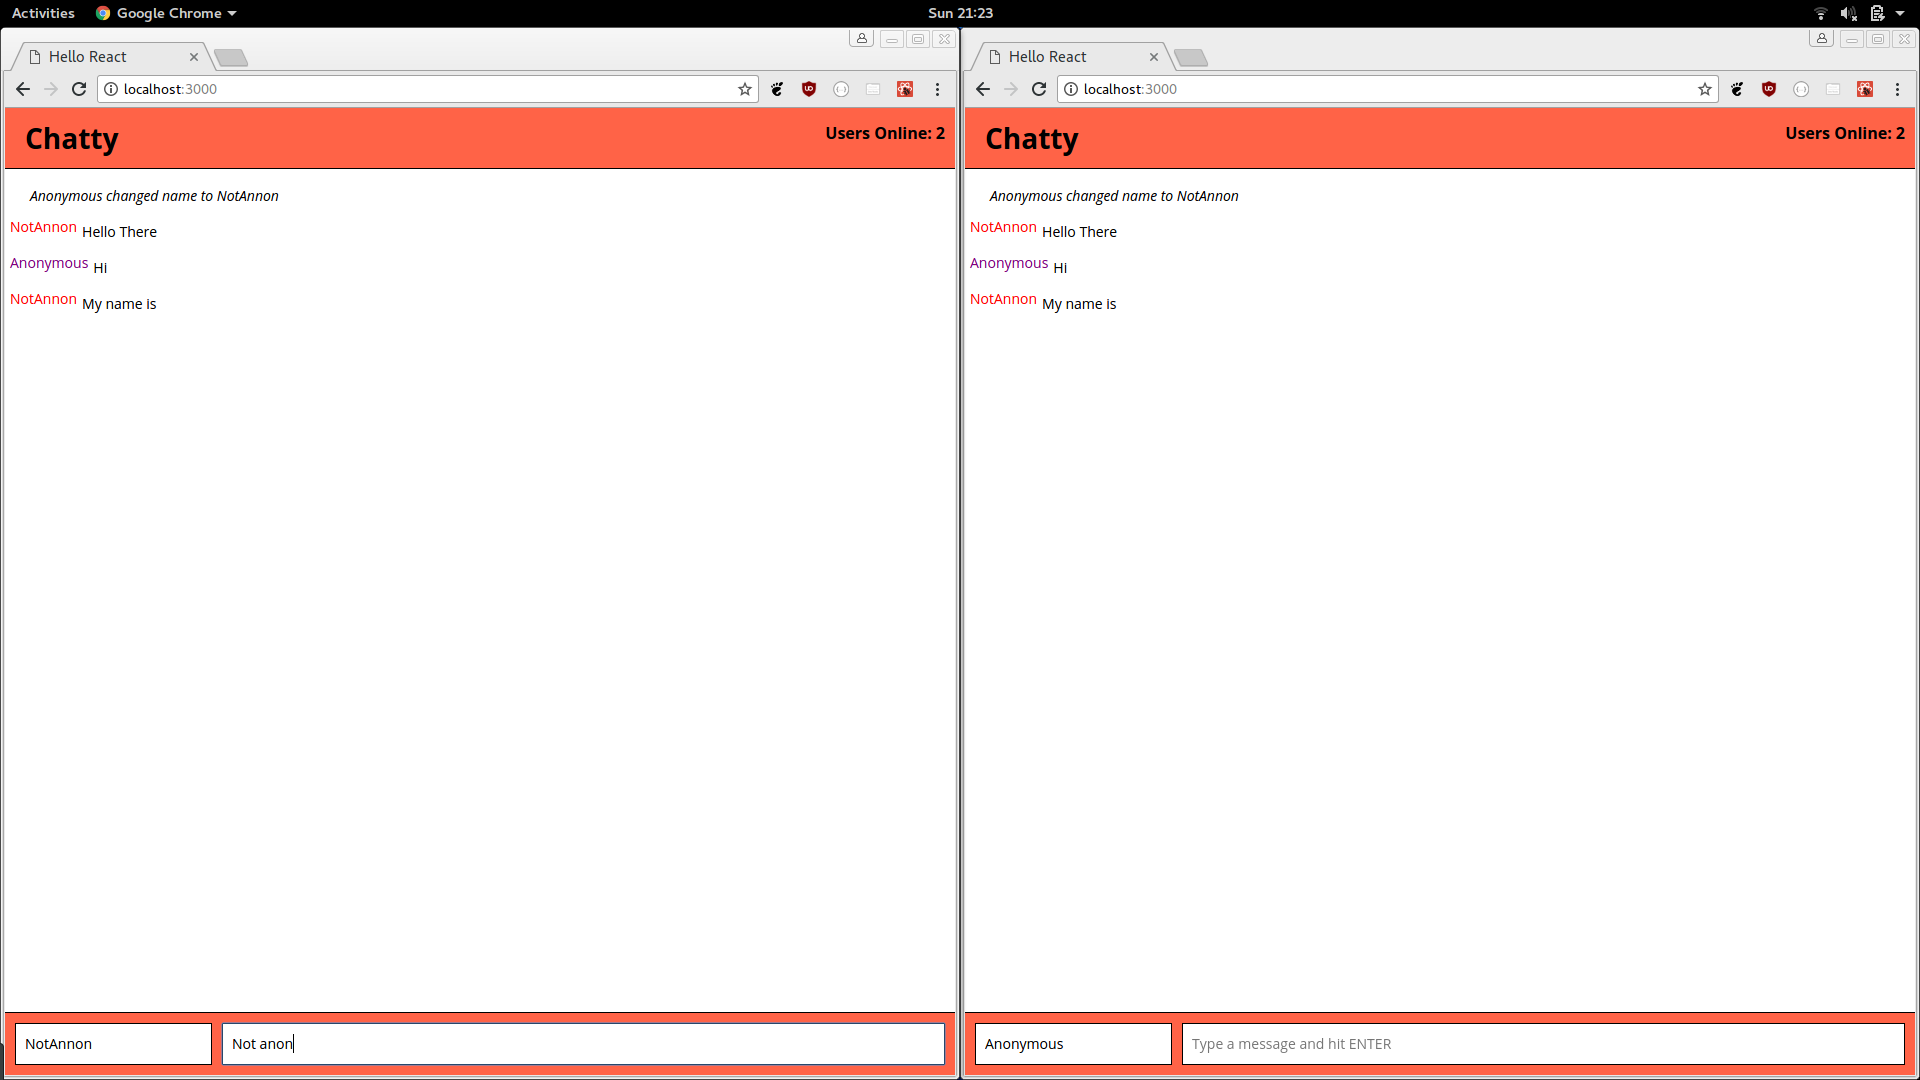 Activities Google Chrome Sun 21:23
Hello React
localhost:3000
Chatty Users Online: 2
Anonymous changed name to NotAnnon
NotAnnon Hello There
Anonymous Hi
NotAnnon My name is
NotAnnon Not anon
Hello React
localhost:3000
Chatty Users Online: 2
Anonymous changed name to NotAnnon
NotAnnon Hello There
Anonymous Hi
NotAnnon My name is
Anonymous Type a message and hit ENTER